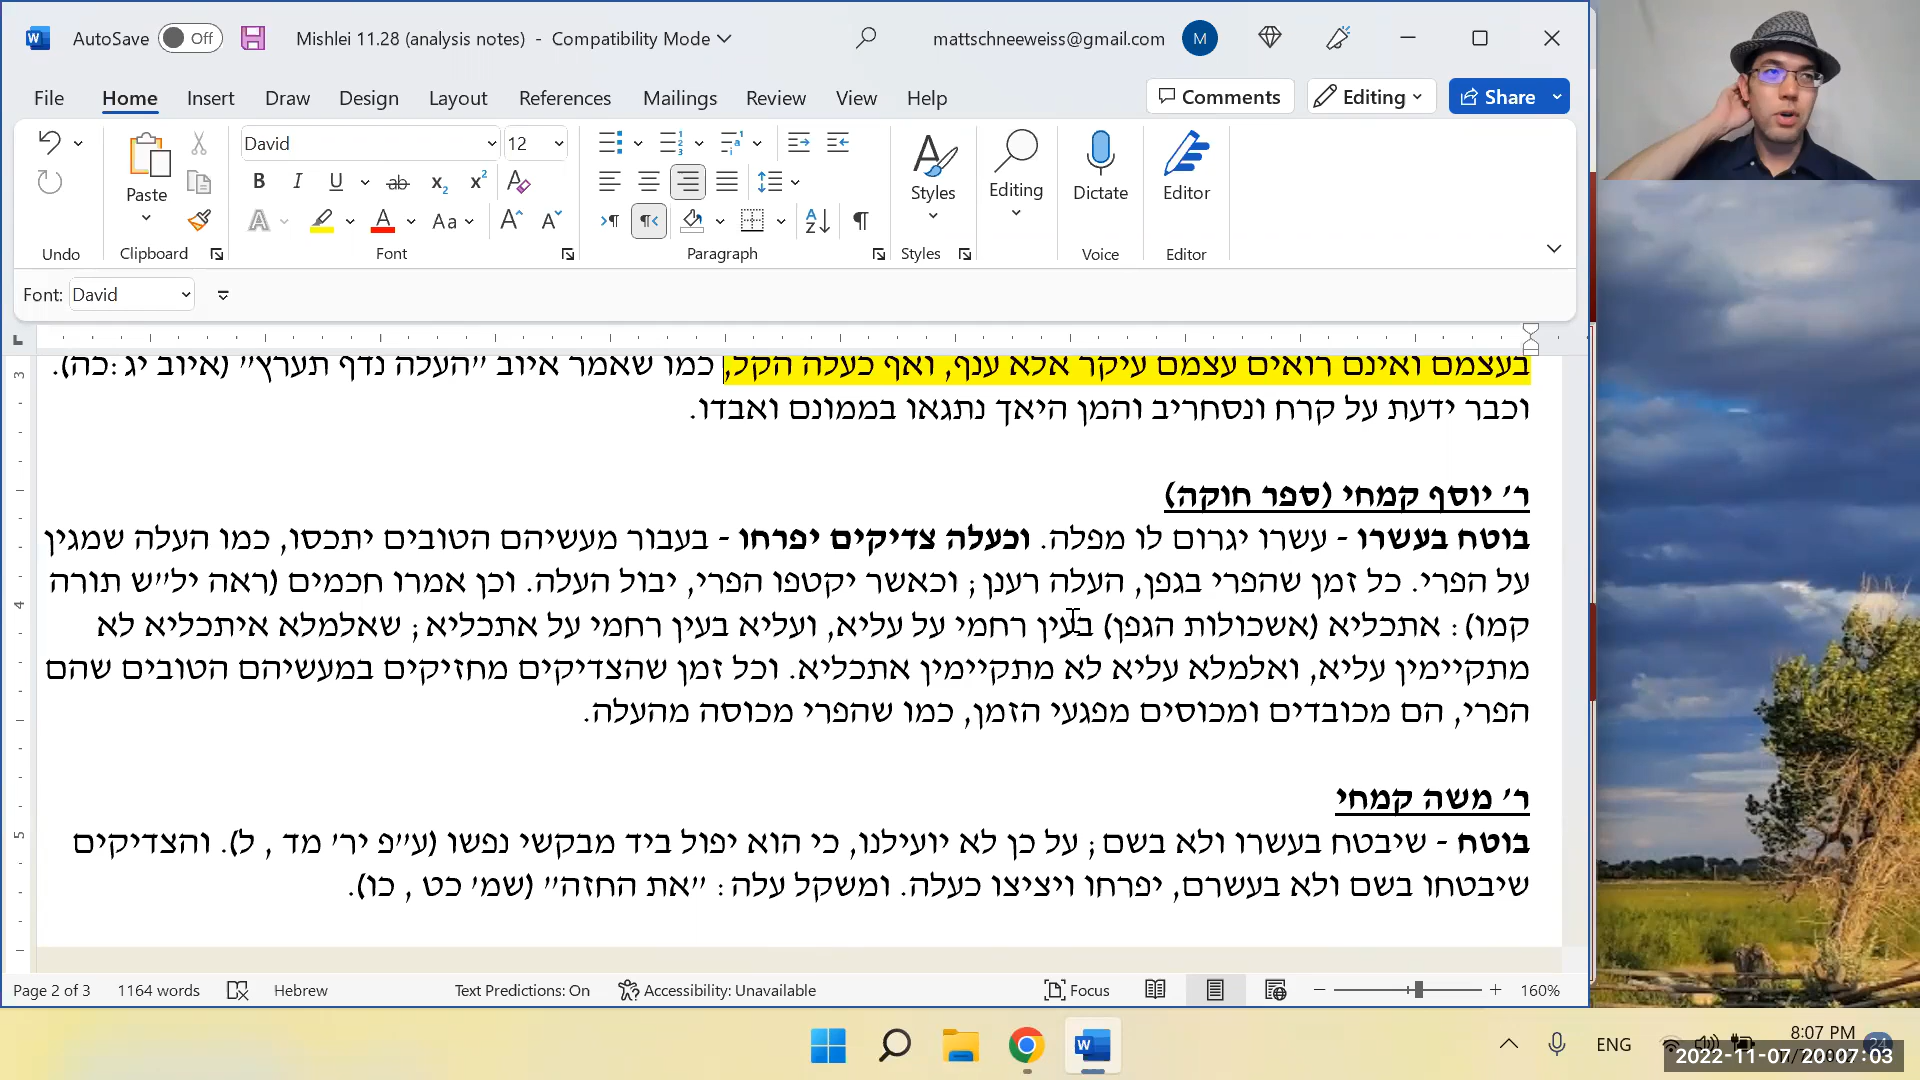 AutoSave Off Mishlei 11.28 (analysis notes) - Compatibility Mode mattschneeweiss@gmail.com M
File Home Insert Draw Design Layout References Mailings Review View Help Comments Editing Share
David 12
Paste Styles Editing Dictate Editor
B I U ab x2 x2 A
A A Aa A A
Undo Clipboard Font Paragraph Styles Voice Editor
Font: David
בעצמם ואינם רואים עצמם עיקר אלא ענף, ואף כעלה הקל, כמו שאמר איוב "העלה נדף תערץ" (איוב יג :כה).
וכבר ידעת על קרח ונסחריב והמן היאך נתגאו בממונם ואבדו.
ר' יוסף קמחי (ספר חוקה)
בוטח בעשרו - עשרו יגרום לו מפלה. וכעלה צדיקים יפרחו - בעבור מעשיהם הטובים יתכסו, כמו העלה שמגין
על הפרי. כל זמן שהפרי בגפן, העלה רענן; וכאשר יקטפו הפרי, יבול העלה. וכן אמרו חכמים (ראה יל"ש תורה
קמו): אתכליא (אשכולות הגפן) בעין רחמי על עליא, ועליא בעין רחמי על אתכליא; שאלמלא איתכליא לא
מתקיימין עליא, ואלמלא עליא לא מתקיימין אתכליא. וכל זמן שהצדיקים מחזיקים במעשיהם הטובים שהם
הפרי, הם מכובדים ומכוסים מפגעי הזמן, כמו שהפרי מכוסה מהעלה.
ר' משה קמחי
בוטח - שיבטח בעשרו ולא בשם; על כן לא יועילנו, כי הוא יפול ביד מבקשי נפשו (ע"פ יר' מד , ל). והצדיקים
שיבטחו בשם ולא בעשרם, יפרחו ויציצו כעלה. ומשקל עלה: "את החזה" (שמ' כט , כו).
Page 2 of 3 1164 words Hebrew Text Predictions: On Accessibility: Unavailable Focus 160%
ENG 8:07 PM 24
2022-11-07 20:07:03